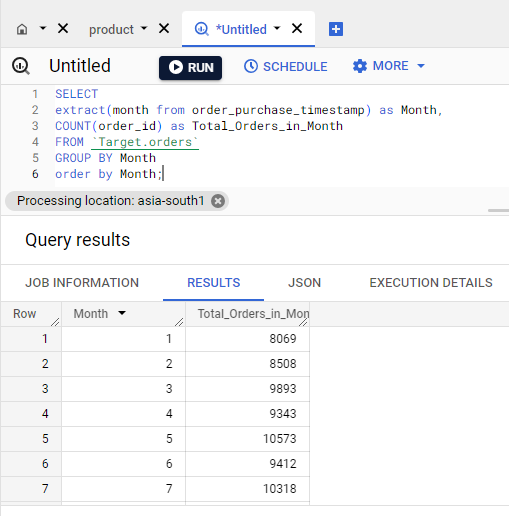 product
*Untitled
Untitled RUN SCHEDULE MORE
1 SELECT
2 extract(month from order_purchase_timestamp) as Month,
3 COUNT(order_id) as Total_Orders_in_Month
4 FROM `Target.orders`
5 GROUP BY Month
6 order by Month;
Processing location: asia-south1
Query results
JOB INFORMATION RESULTS JSON EXECUTION DETAILS
Row Month Total_Orders_in_Mon
1 1 8069
2 2 8508
3 3 9893
4 4 9343
5 5 10573
6 6 9412
7 7 10318